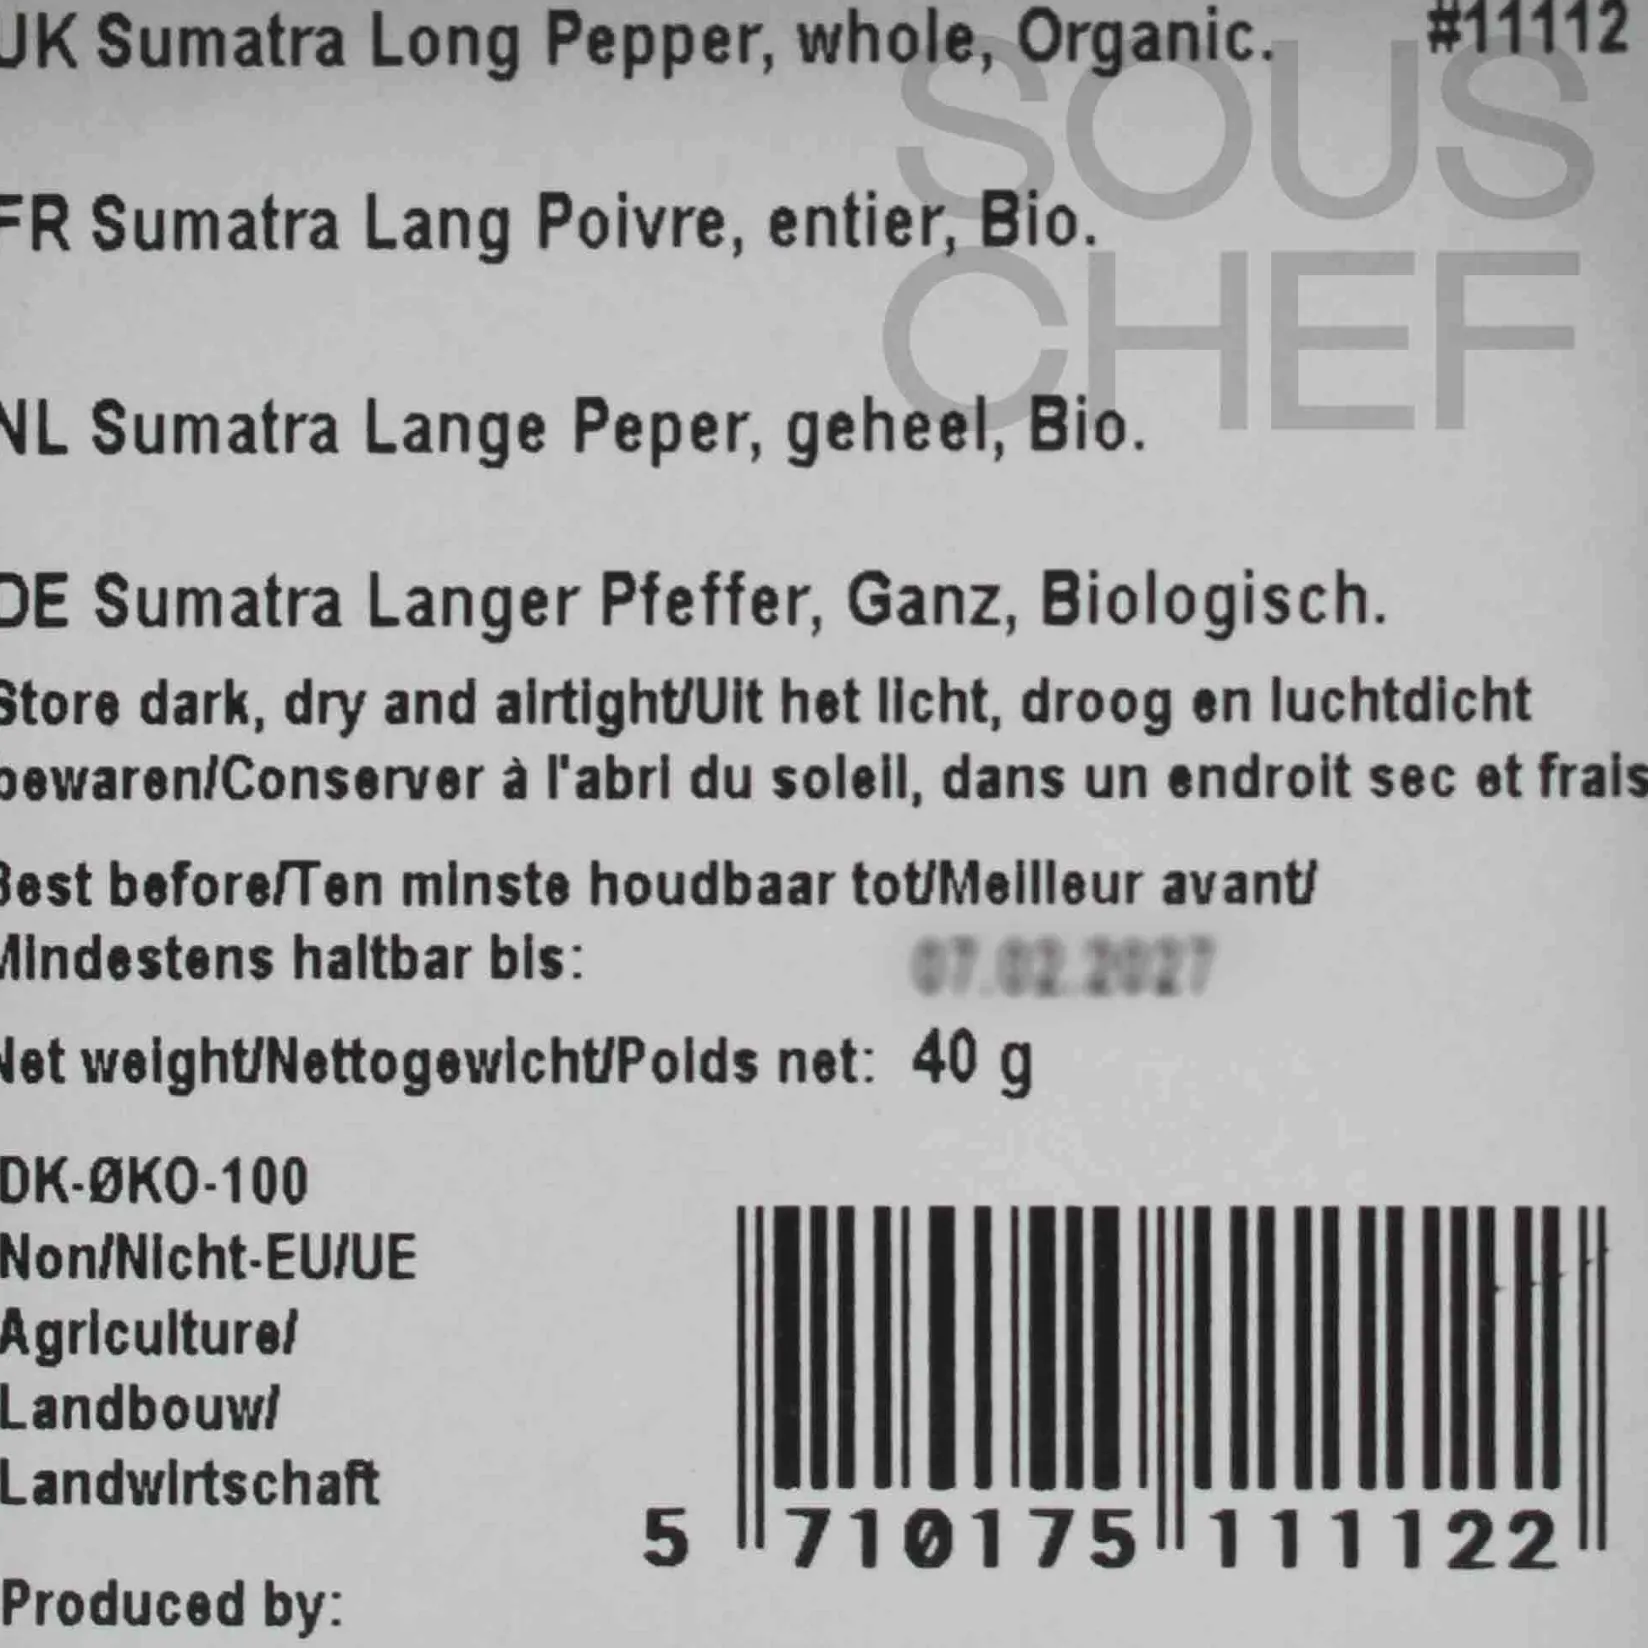 UK Sumatra Long Pepper, whole, Organic. #11112
SOUS
CHEF
FR Sumatra Lang Poivre, entier, Bio.
NL Sumatra Lange Peper, geheel, Bio.
DE Sumatra Langer Pfeffer, Ganz, Biologisch.
Store dark, dry and airtight/Uit het licht, droog en luchtdicht
bewaren/Conserver à l'abri du soleil, dans un endroit sec et frais
Best before/Ten minste houdbaar tot/Meilleur avant/
Mindestens haltbar bis: 07.02.2027
Net weight/Nettogewicht/Poids net: 40 g
DK-ØKO-100
Non/Nicht-EU/UE
Agriculture/
Landbouw/
Landwirtschaft
5 710175 111122
Produced by: